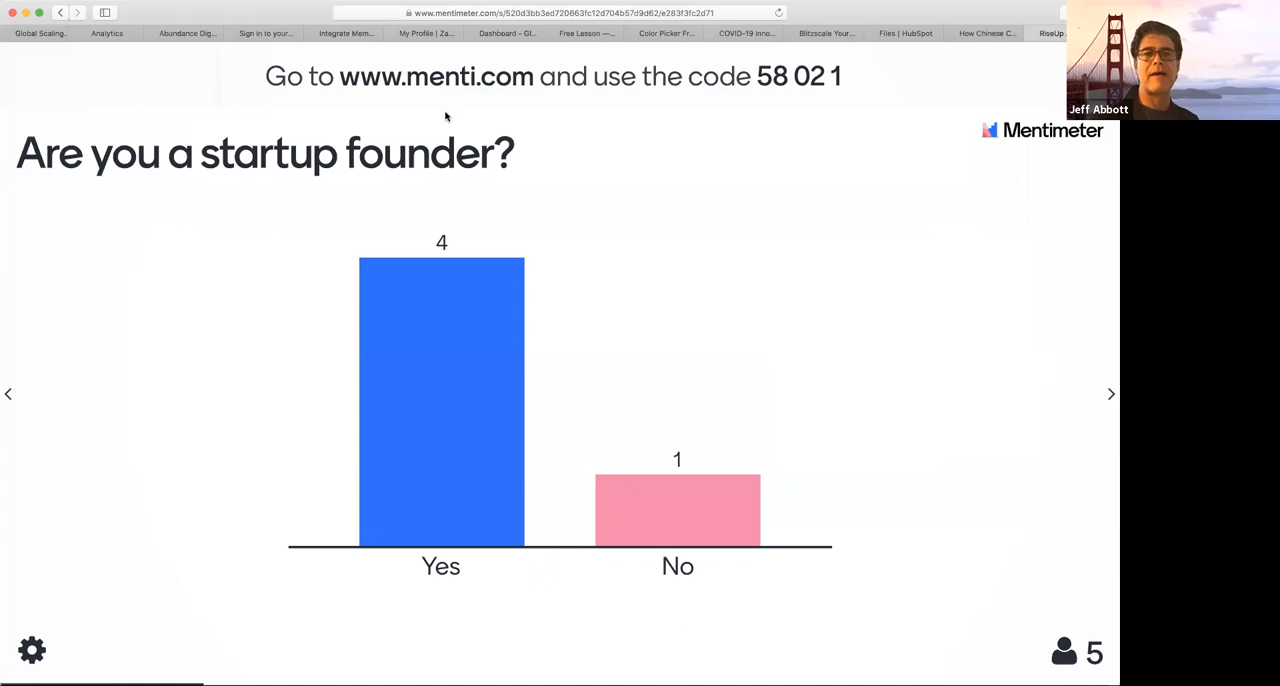 www.mentimeter.com/s/520d3bb3ed720663fc12d704b57d9d62/e283f3fc2d71
Global Scaling.
Analytics
Abundance Dig...
Sign in to your...
Integrate Mem...
My Profile | Za...
Dashboard – Gl...
Free Lesson —...
Color Picker Fr...
COVID-19 Inno...
Blitzscale Your...
Files | HubSpot
How Chinese C...
RiseUp
Go to www.menti.com and use the code 58 02 1
Jeff Abbott
Mentimeter
Are you a startup founder?
4
1
Yes
No
5